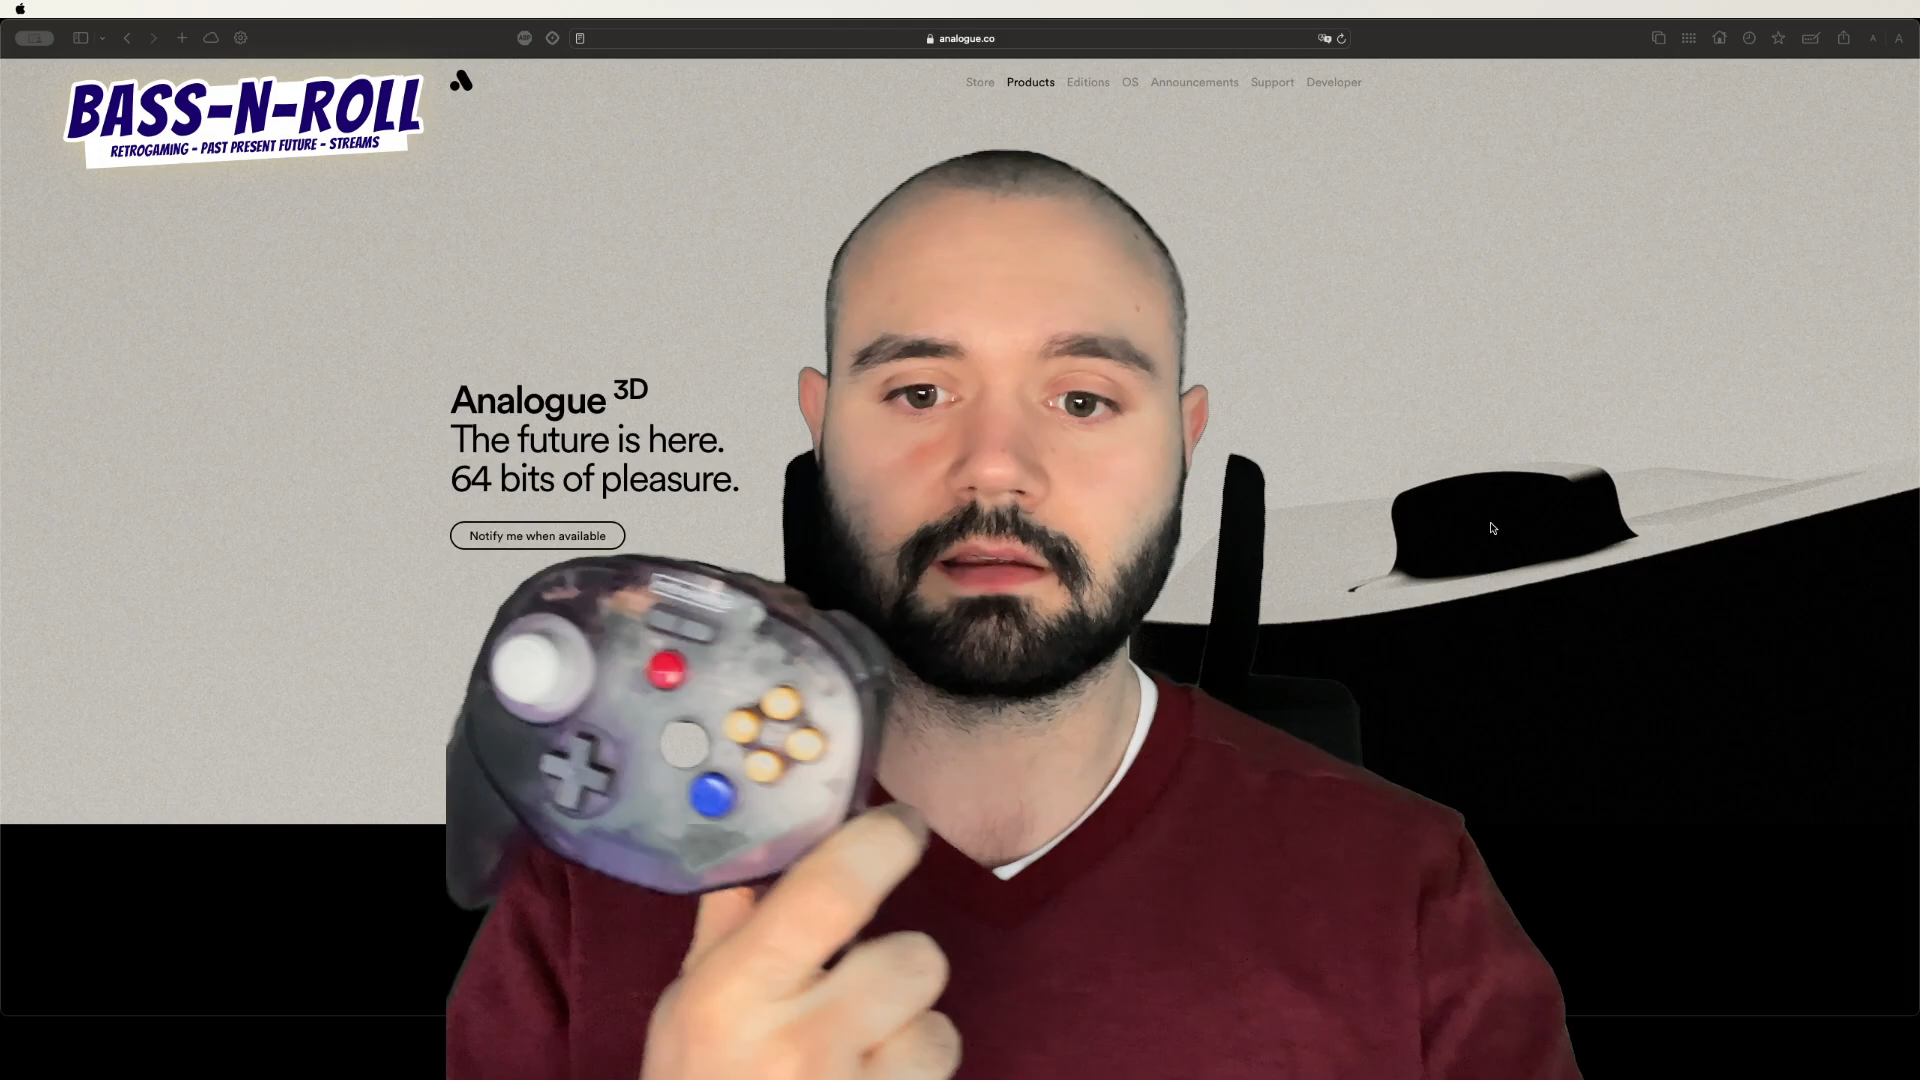 analogue.co
BASS-N-ROLL
RETROGAMING - PAST PRESENT FUTURE - STREAMS
Store Products Editions OS Announcements Support Developer
Analogue 3D
The future is here.
64 bits of pleasure.
Notify me when available